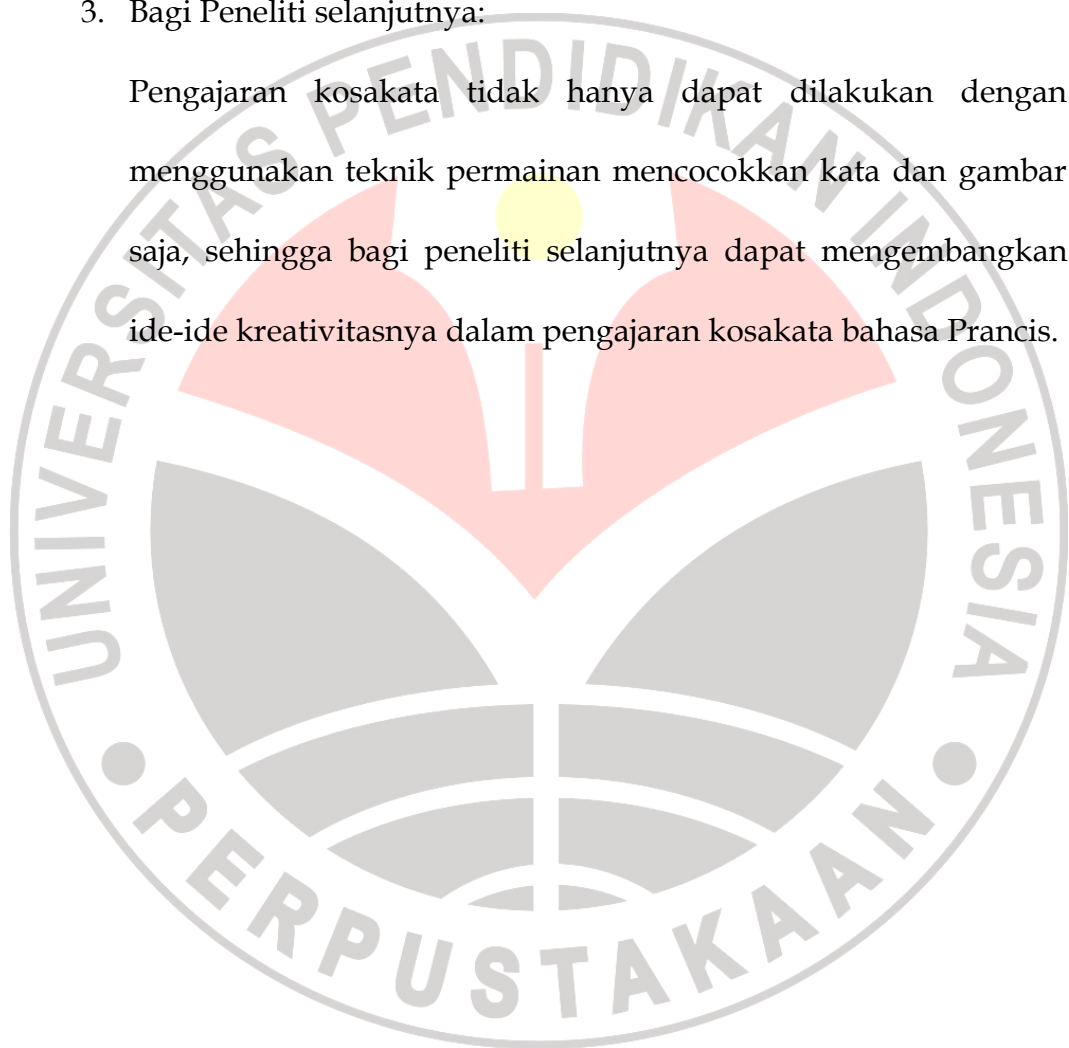 3. Bagi Peneliti selanjutnya:
Pengajaran kosakata tidak hanya dapat dilakukan dengan
menggunakan teknik permainan mencocokkan kata dan gambar
saja, sehingga bagi peneliti selanjutnya dapat mengembangkan
ide-ide kreativitasnya dalam pengajaran kosakata bahasa Prancis.
UNIVERSITAS PENDIDIKAN INDONESIA
PERPUSTAKAAN